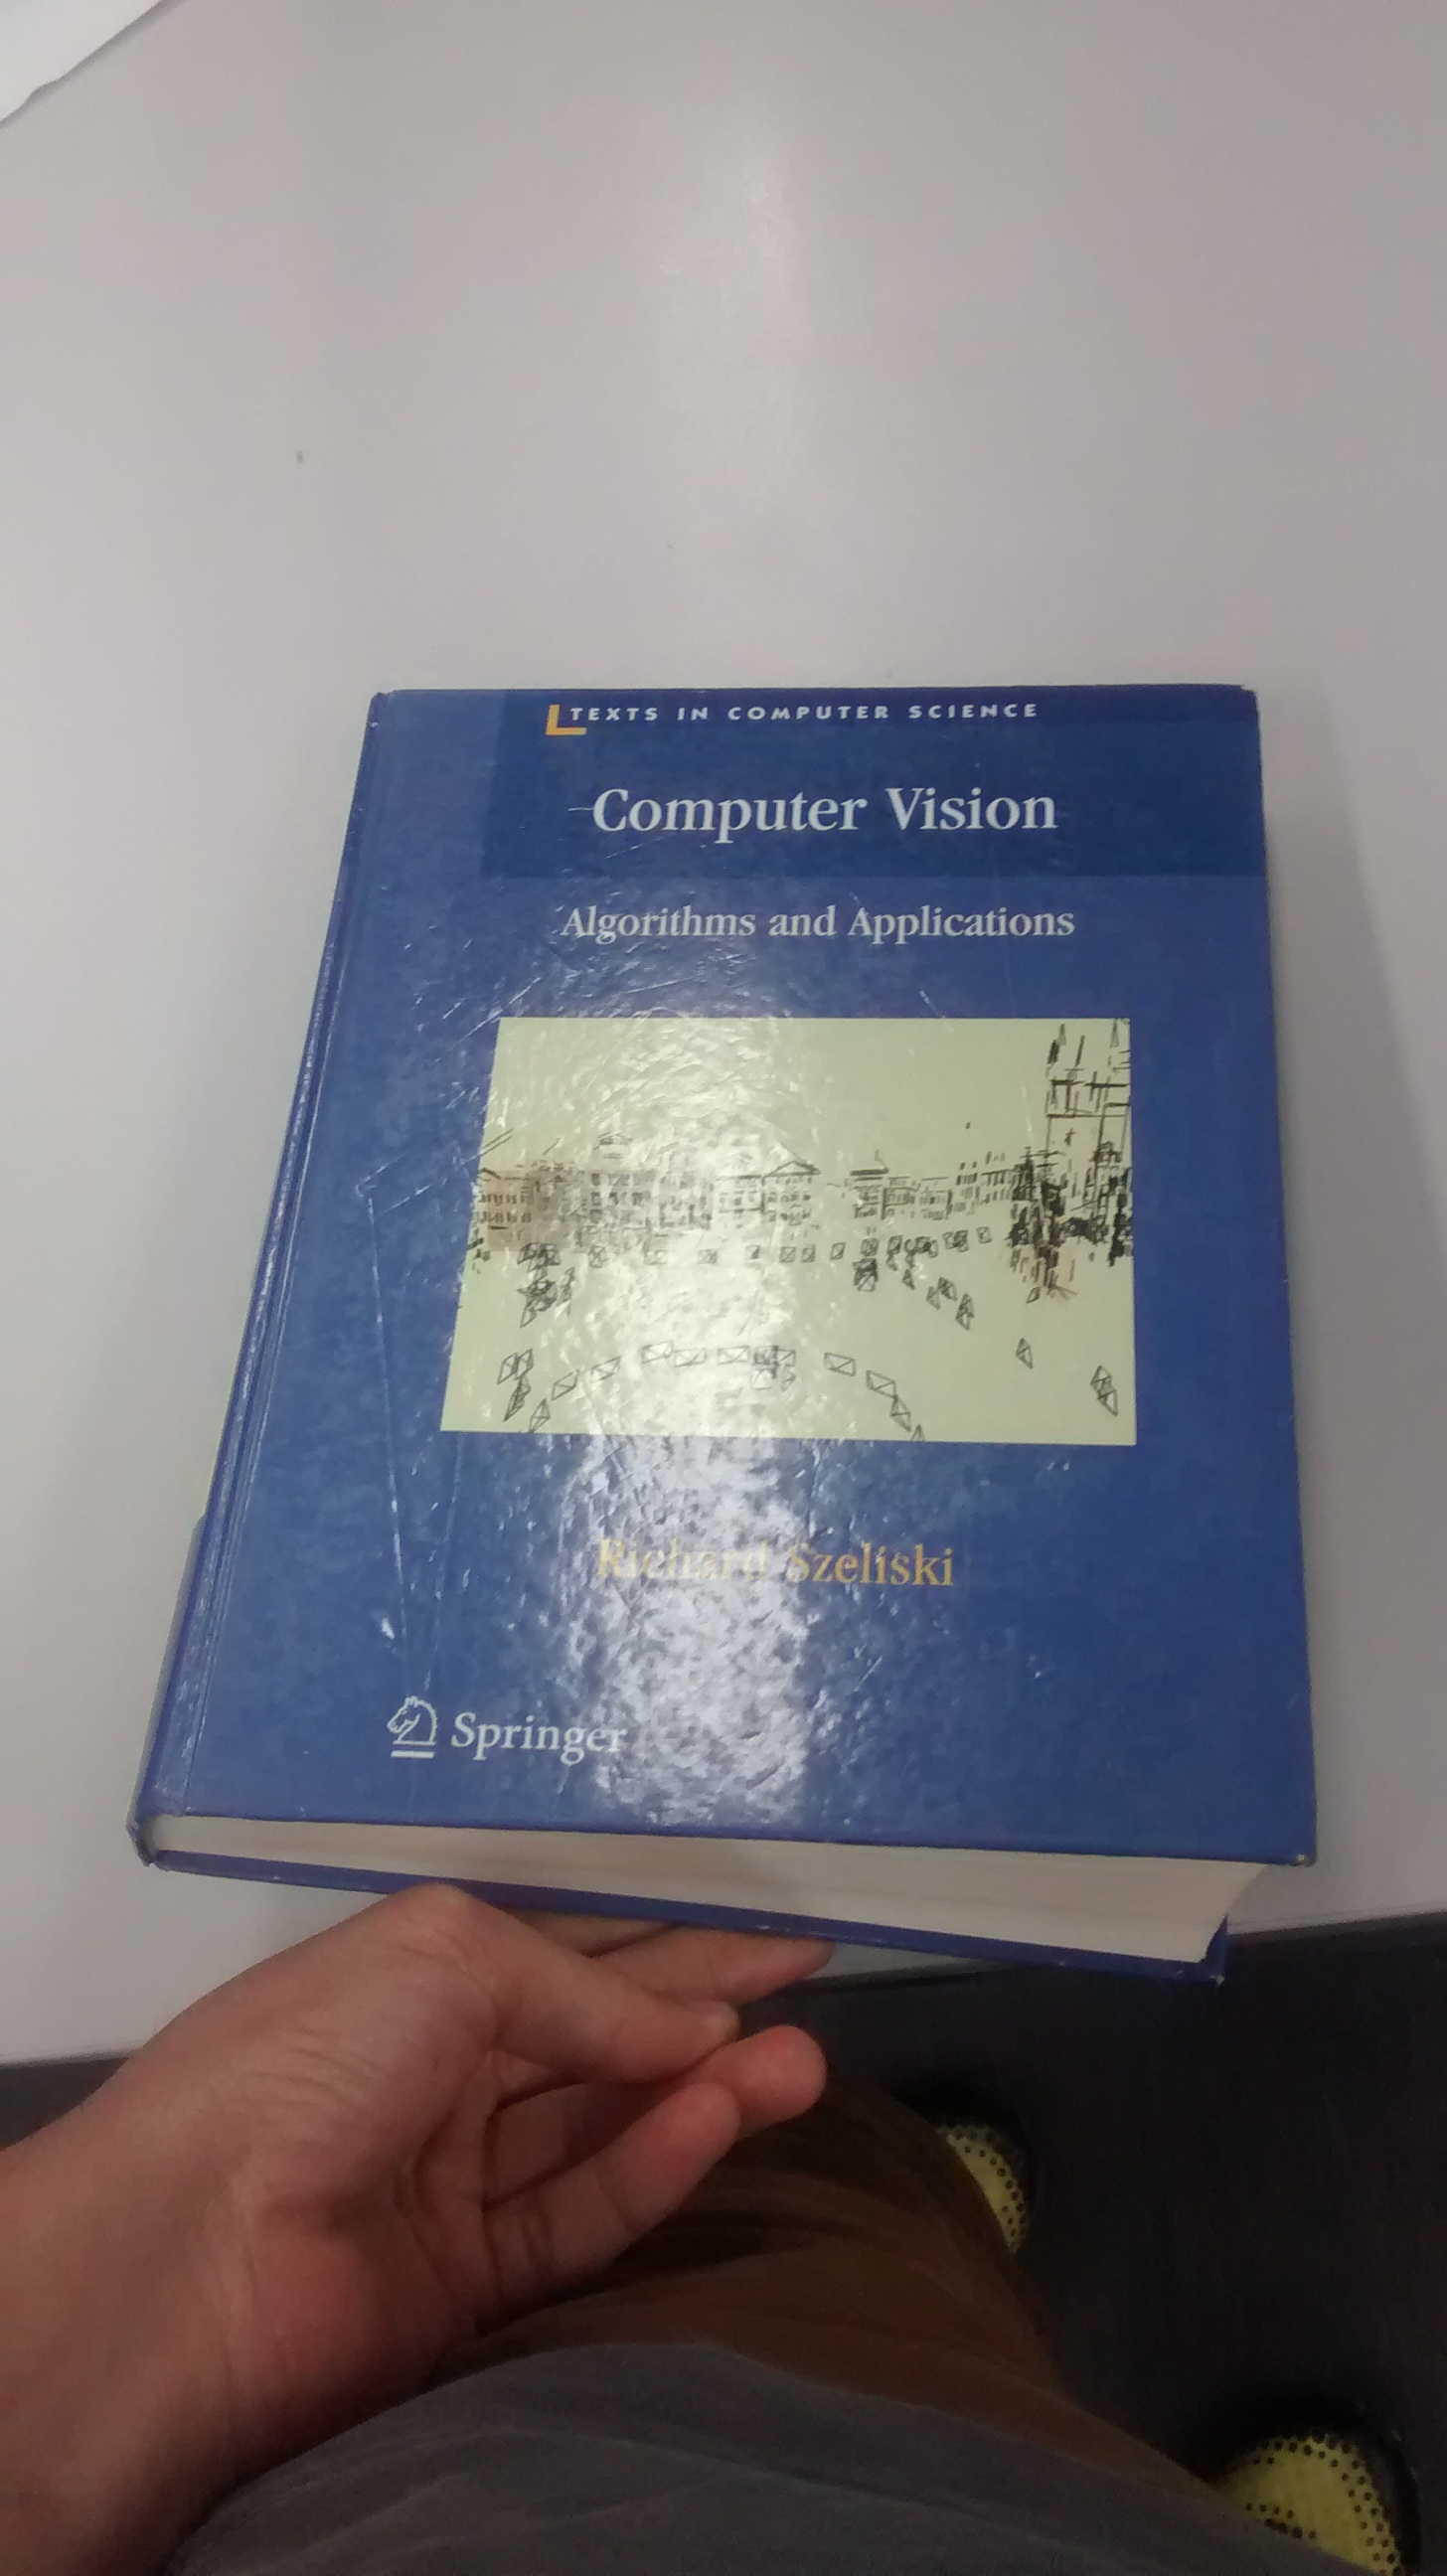 TEXTS IN COMPUTER SCIENCE
Computer Vision
Algorithms and Applications
Richard Szeliski
Springer